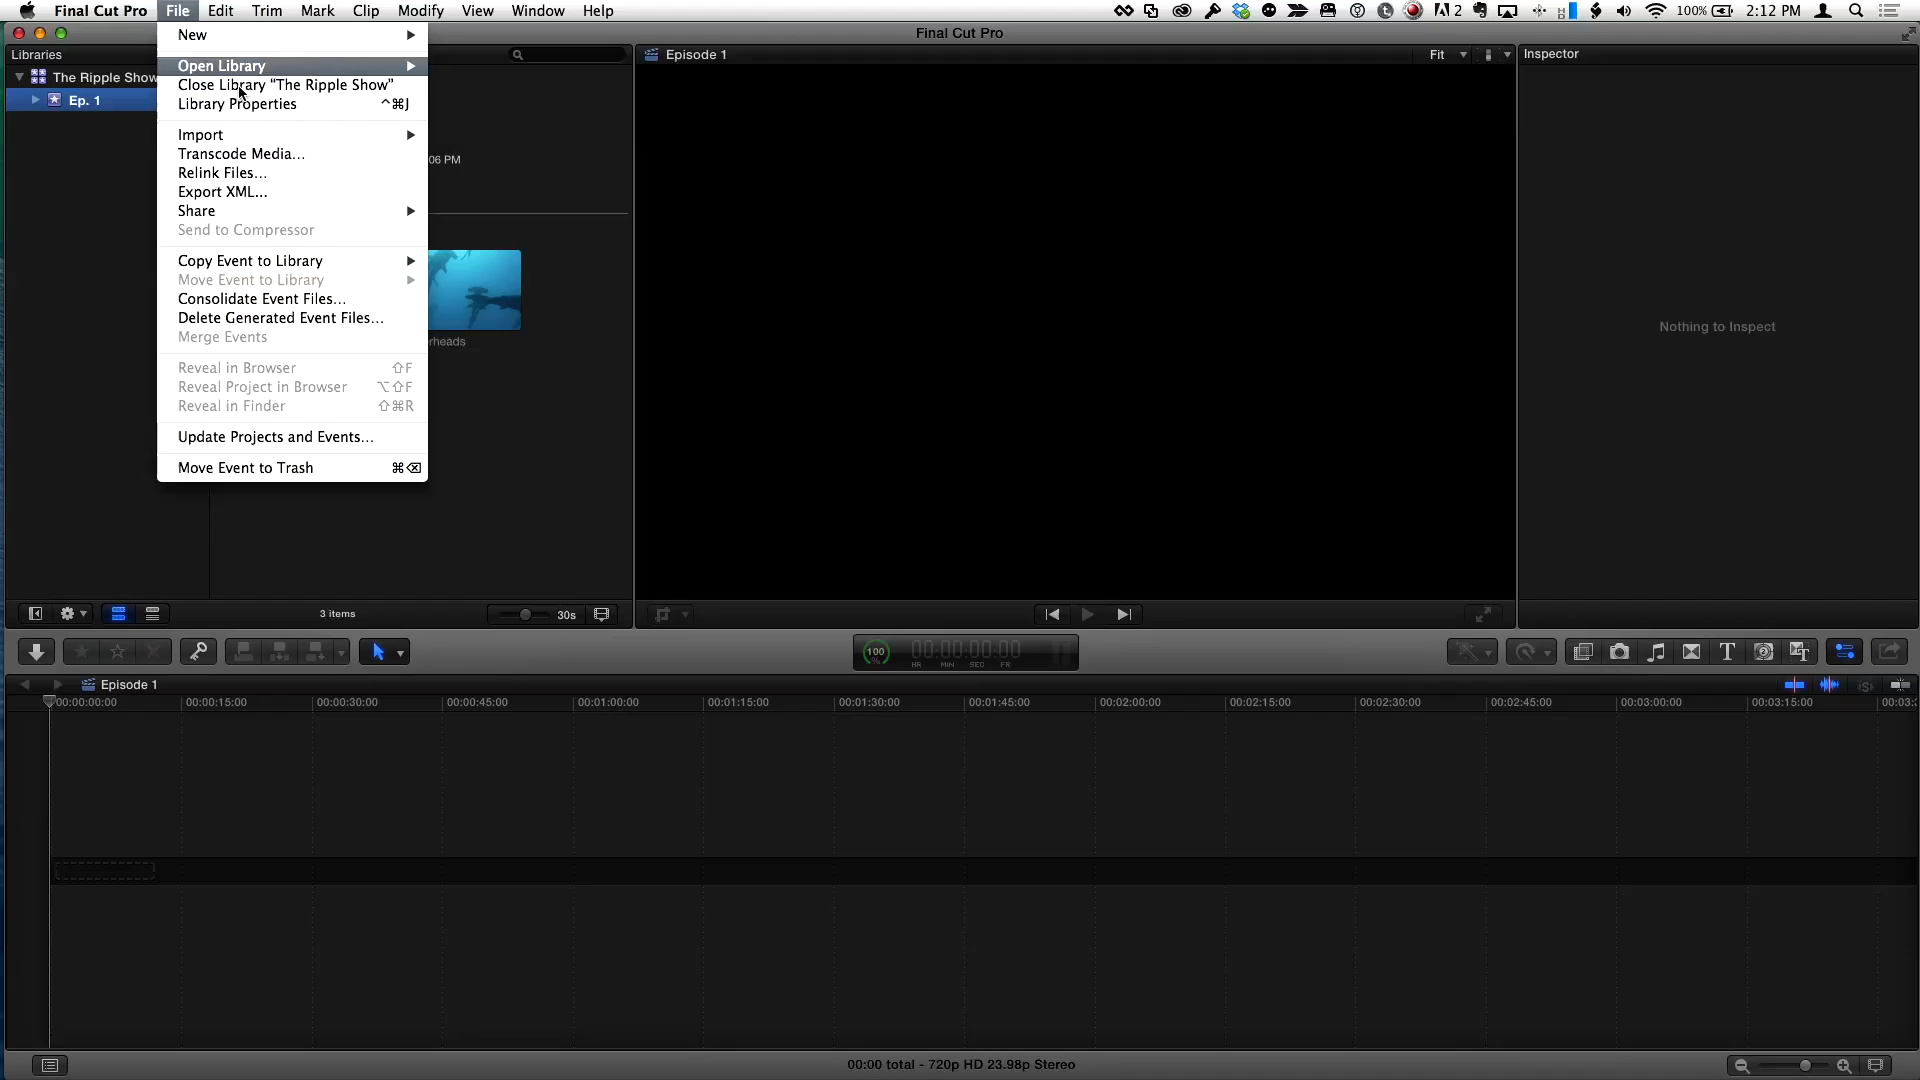 Final Cut Pro File Edit Trim Mark Clip Modify View Window Help 2 100% 2:12 PM
Final Cut Pro
Libraries
The Ripple Show
Ep. 1
New
Open Library
Close Library “The Ripple Show”
Library Properties ^⌘J
Import
Transcode Media...
Relink Files...
Export XML...
Share
Send to Compressor
Copy Event to Library
Move Event to Library
Consolidate Event Files...
Delete Generated Event Files...
Merge Events
Reveal in Browser ⇧F
Reveal Project in Browser ⌥⇧F
Reveal in Finder ⇧⌘R
Update Projects and Events...
Move Event to Trash ⌘⌫
06 PM
rheads
3 items
30s
Episode 1
Fit
Inspector
Nothing to Inspect
100 %
00:00:00:00
HR MIN SEC FR
Episode 1
00:00:00:00 00:00:15:00 00:00:30:00 00:00:45:00 00:01:00:00 00:01:15:00 00:01:30:00 00:01:45:00 00:02:00:00 00:02:15:00 00:02:30:00 00:02:45:00 00:03:00:00 00:03:15:00 00:03:
00:00 total - 720p HD 23.98p Stereo